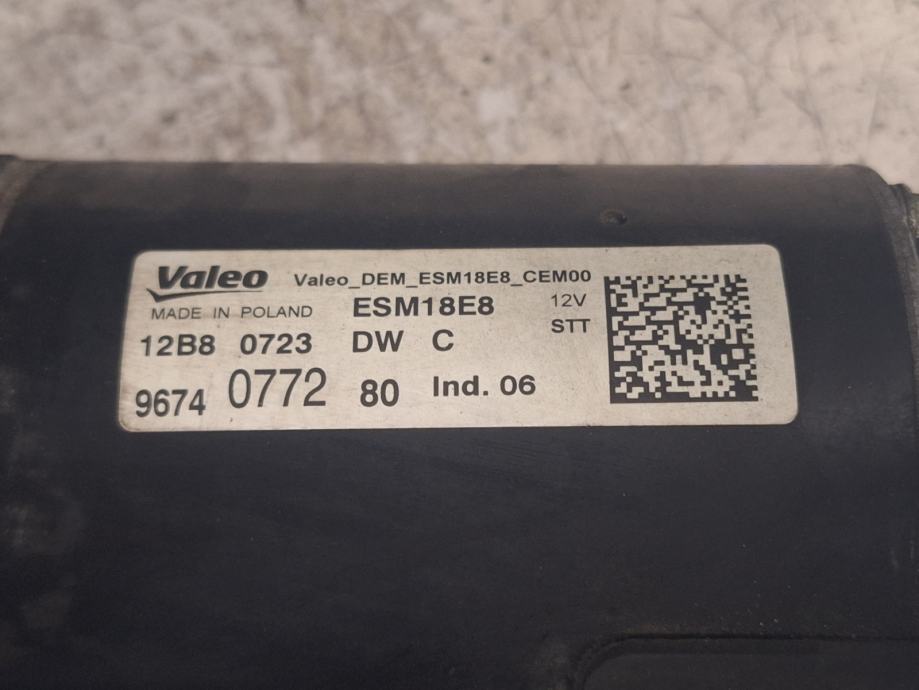 Valeo Valeo_DEM_ESM18E8_CEM00
MADE IN POLAND ESM18E8 12V
12B8 0723 DW C STT
9674 0772 80 Ind. 06